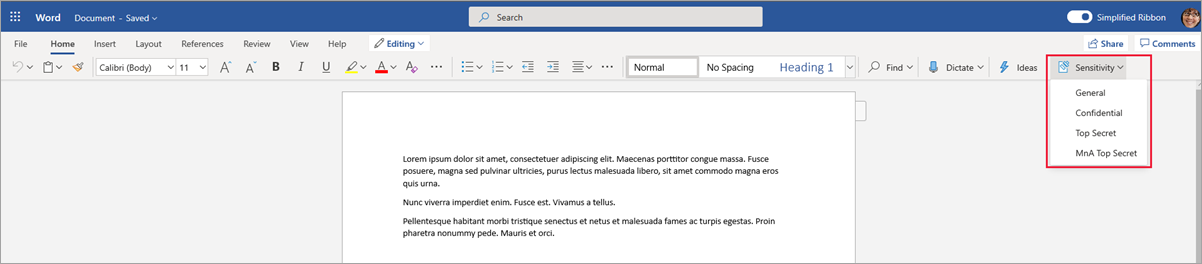 Word Document - Saved Search Simplified Ribbon
File Home Insert Layout References Review View Help Editing Share Comments
Calibri (Body) 11 A A B I U A A Normal No Spacing Heading 1 Find Dictate Ideas Sensitivity
General
Confidential
Top Secret
MnA Top Secret
Lorem ipsum dolor sit amet, consectetuer adipiscing elit. Maecenas porttitor congue massa. Fusce
posuere, magna sed pulvinar ultricies, purus lectus malesuada libero, sit amet commodo magna eros
quis urna.
Nunc viverra imperdiet enim. Fusce est. Vivamus a tellus.
Pellentesque habitant morbi tristique senectus et netus et malesuada fames ac turpis egestas. Proin
pharetra nonummy pede. Mauris et orci.